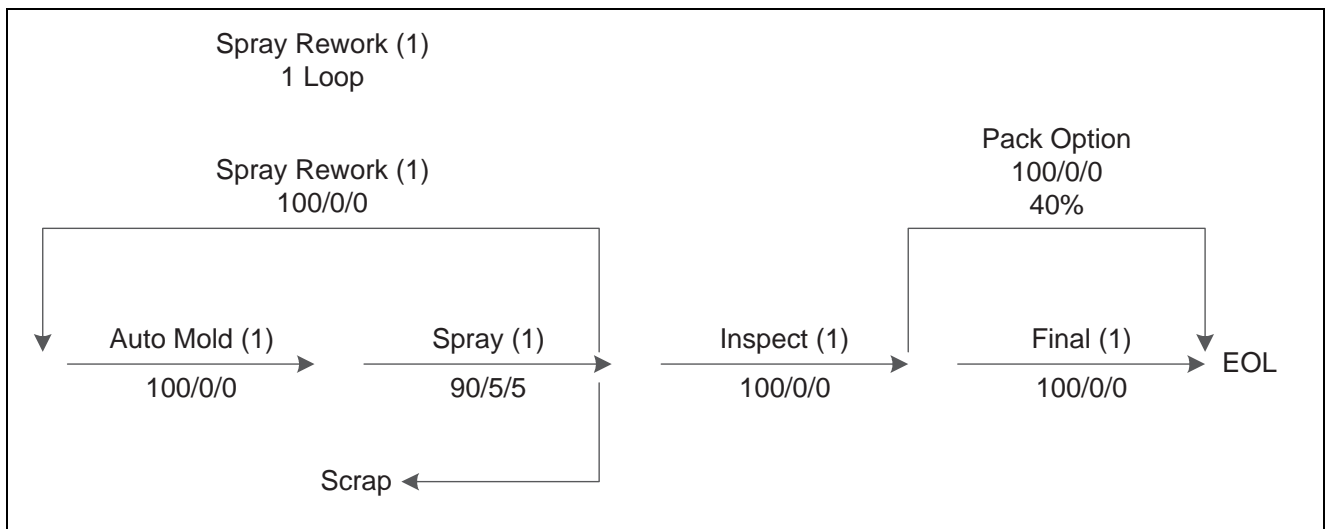 Spray Rework (1)
1 Loop
Pack Option
100/0/0
40%
Spray Rework (1)
100/0/0
Auto Mold (1)
100/0/0
Spray (1)
90/5/5
Inspect (1)
100/0/0
Final (1)
100/0/0
EOL
Scrap